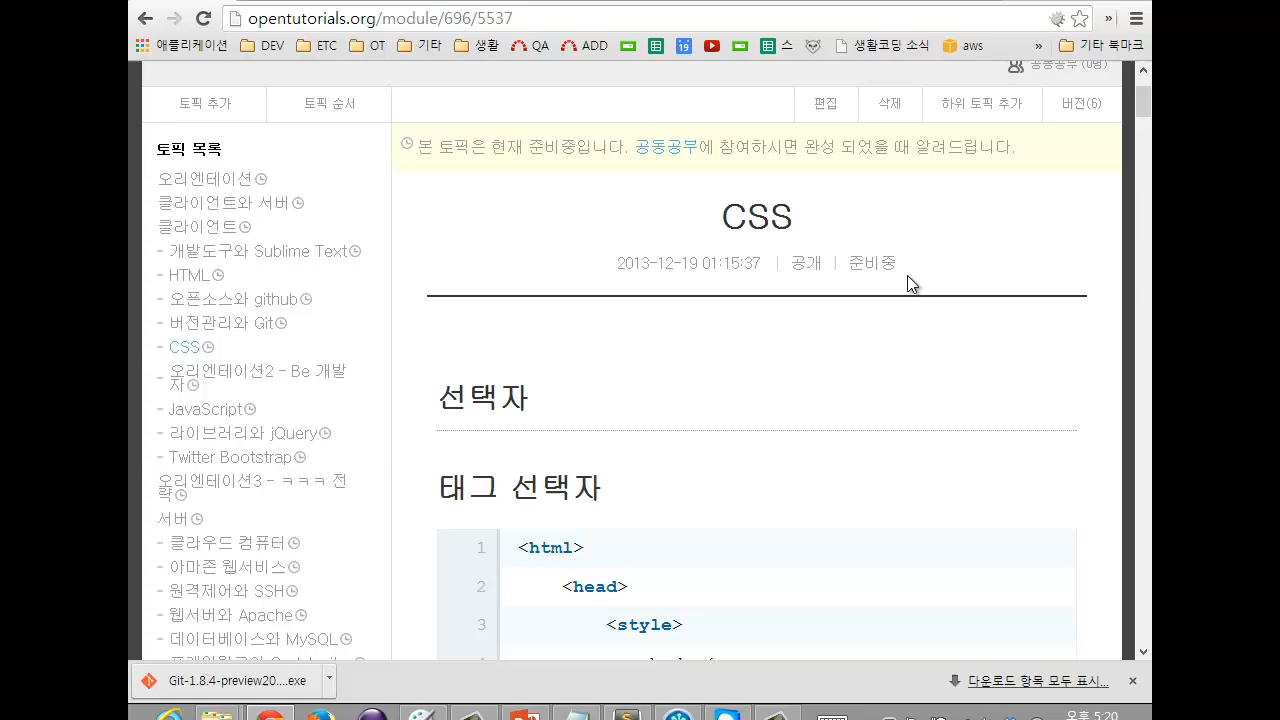 opentutorials.org/module/696/5537
애플리케이션 DEV ETC OT 기타 생활 QA ADD 19 스 생활코딩 소식 aws » 기타 북마크
공동공부 (0명)
토픽 추가 토픽 순서 편집 삭제 하위 토픽 추가 버전(6)
토픽 목록
오리엔테이션
클라이언트와 서버
클라이언트
- 개발도구와 Sublime Text
- HTML
- 오픈소스와 github
- 버전관리와 Git
- CSS
- 오리엔테이션2 - Be 개발
자
- JavaScript
- 라이브러리와 jQuery
- Twitter Bootstrap
오리엔테이션3 - ㅋㅋㅋ 전
략
서버
- 클라우드 컴퓨터
- 아마존 웹서비스
- 원격제어와 SSH
- 웹서버와 Apache
- 데이터베이스와 MySQL
본 토픽은 현재 준비중입니다. 공동공부에 참여하시면 완성 되었을 때 알려드립니다.
CSS
2013-12-19 01:15:37 | 공개 | 준비중
선택자
태그 선택자
1 <html>
2 <head>
3 <style>
Git-1.8.4-preview20....exe 다운로드 항목 모두 표시...
오후 5:20